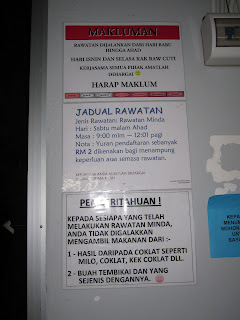 MAKLUMAN
RAWATAN DIJALANKAN DARI HARI RABU
HINGGA AHAD
HARI ISNIN DAN SELASA KAK RAW CUTI
KERJASAMA SEMUA PIHAK AMATLAH
DIHARGAI
HARAP MAKLUM
JADUAL RAWATAN
Jenis Rawatan: Rawatan Minda
Hari : Sabtu malam Ahad
Masa : 9:00 mlm – 12:01 pagi
Nota : Yuran pendaftaran sebanyak
RM 2 dikenakan bagi menampung
keperluan asas semasa rawatan.
PEMBERITAHUAN !
KEPADA SESIAPA YANG TELAH
MELAKUKAN RAWATAN MINDA,
ANDA TIDAK DIGALAKKAN
MENGAMBIL MAKANAN DARI :-
1 - HASIL DARIPADA COKLAT SEPERTI
MILO, COKLAT, KEK COKLAT DLL.
2 - BUAH TEMBIKAI DAN YANG
SEJENIS DENGANNYA.
KEPA